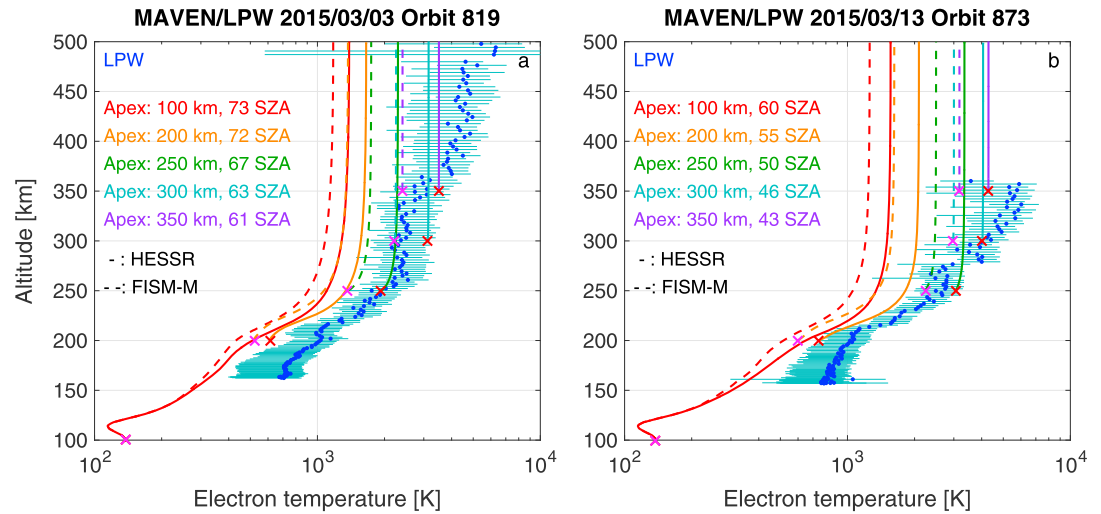 MAVEN/LPW 2015/03/03 Orbit 819
MAVEN/LPW 2015/03/13 Orbit 873
Altitude [km]
500
450
400
350
300
250
200
150
100
LPW
a
Apex: 100 km, 73 SZA
Apex: 200 km, 72 SZA
Apex: 250 km, 67 SZA
Apex: 300 km, 63 SZA
Apex: 350 km, 61 SZA
- : HESSR
- -: FISM-M
10^2
10^3
10^4
Electron temperature [K]
500
450
400
350
300
250
200
150
100
LPW
b
Apex: 100 km, 60 SZA
Apex: 200 km, 55 SZA
Apex: 250 km, 50 SZA
Apex: 300 km, 46 SZA
Apex: 350 km, 43 SZA
- : HESSR
- -: FISM-M
10^2
10^3
10^4
Electron temperature [K]